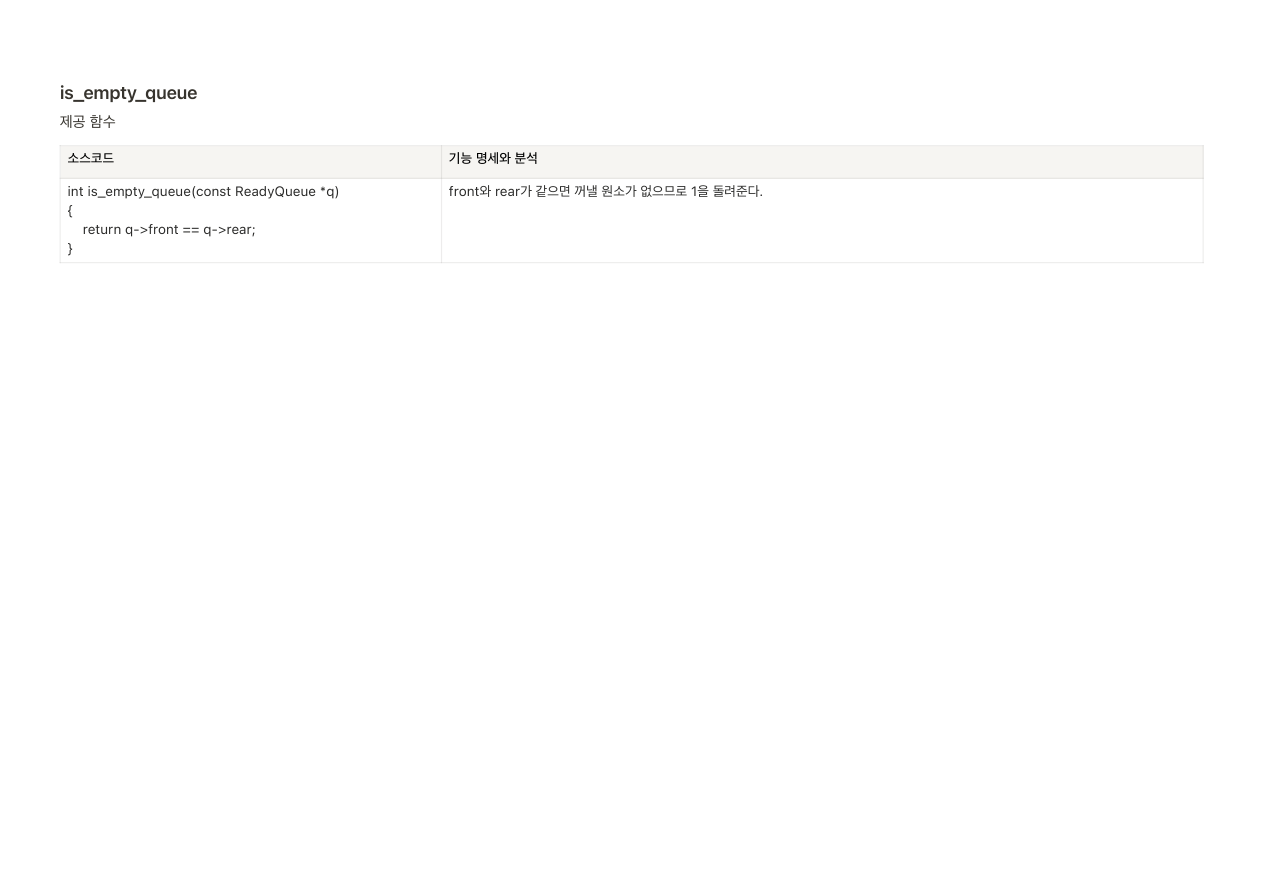 is_empty_queue
제공 함수
소스코드
기능 명세와 분석
int is_empty_queue(const ReadyQueue *q)
{
    return q->front == q->rear;
}
front와 rear가 같으면 꺼낼 원소가 없으므로 1을 돌려준다.